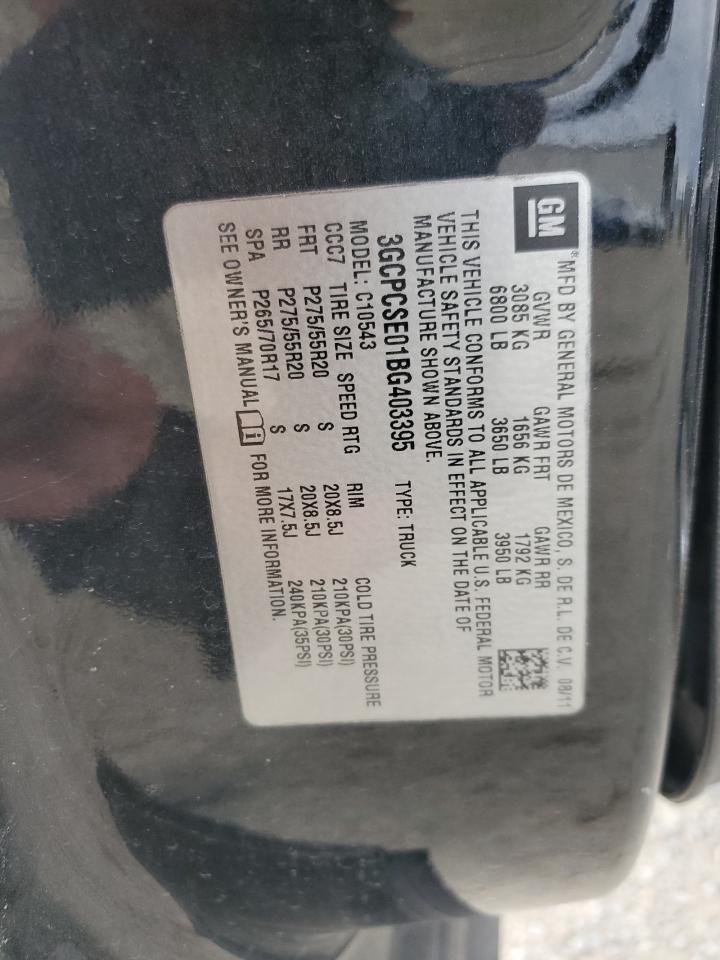 GM ® MFD BY GENERAL MOTORS DE MEXICO, S. DE R.L. DE C.V. 08/11
GVWR GAWR FRT GAWR RR
3085 KG 1656 KG 1792 KG
6800 LB 3650 LB 3950 LB
THIS VEHICLE CONFORMS TO ALL APPLICABLE U.S. FEDERAL MOTOR
VEHICLE SAFETY STANDARDS IN EFFECT ON THE DATE OF
MANUFACTURE SHOWN ABOVE.
3GCPCSE01BG403395 TYPE: TRUCK
MODEL: C10543
CCC7 TIRE SIZE SPEED RTG RIM COLD TIRE PRESSURE
FRT P275/55R20 S 20X8.5J 210KPA(30PSI)
RR P275/55R20 S 20X8.5J 210KPA(30PSI)
SPA P265/70R17 17X7.5J 240KPA(35PSI)
SEE OWNER'S MANUAL FOR MORE INFORMATION.